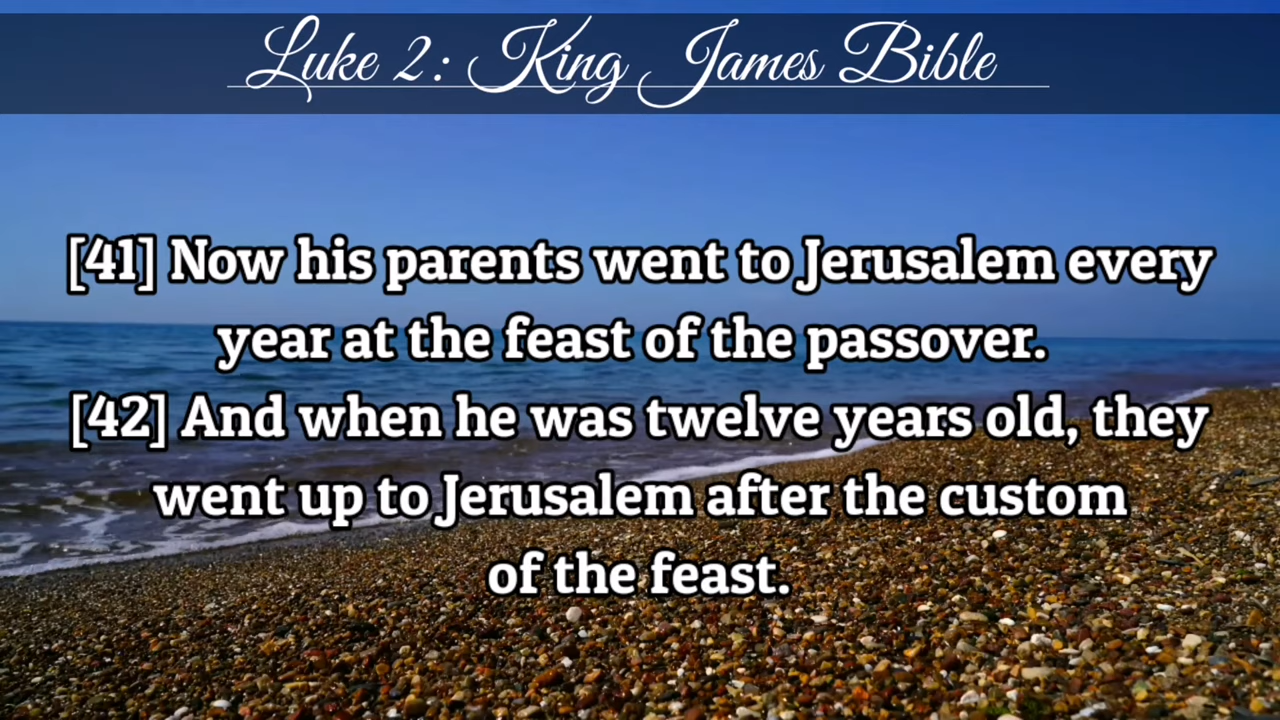 Luke 2: King James Bible
[41] Now his parents went to Jerusalem every
year at the feast of the passover.
[42] And when he was twelve years old, they
went up to Jerusalem after the custom
of the feast.